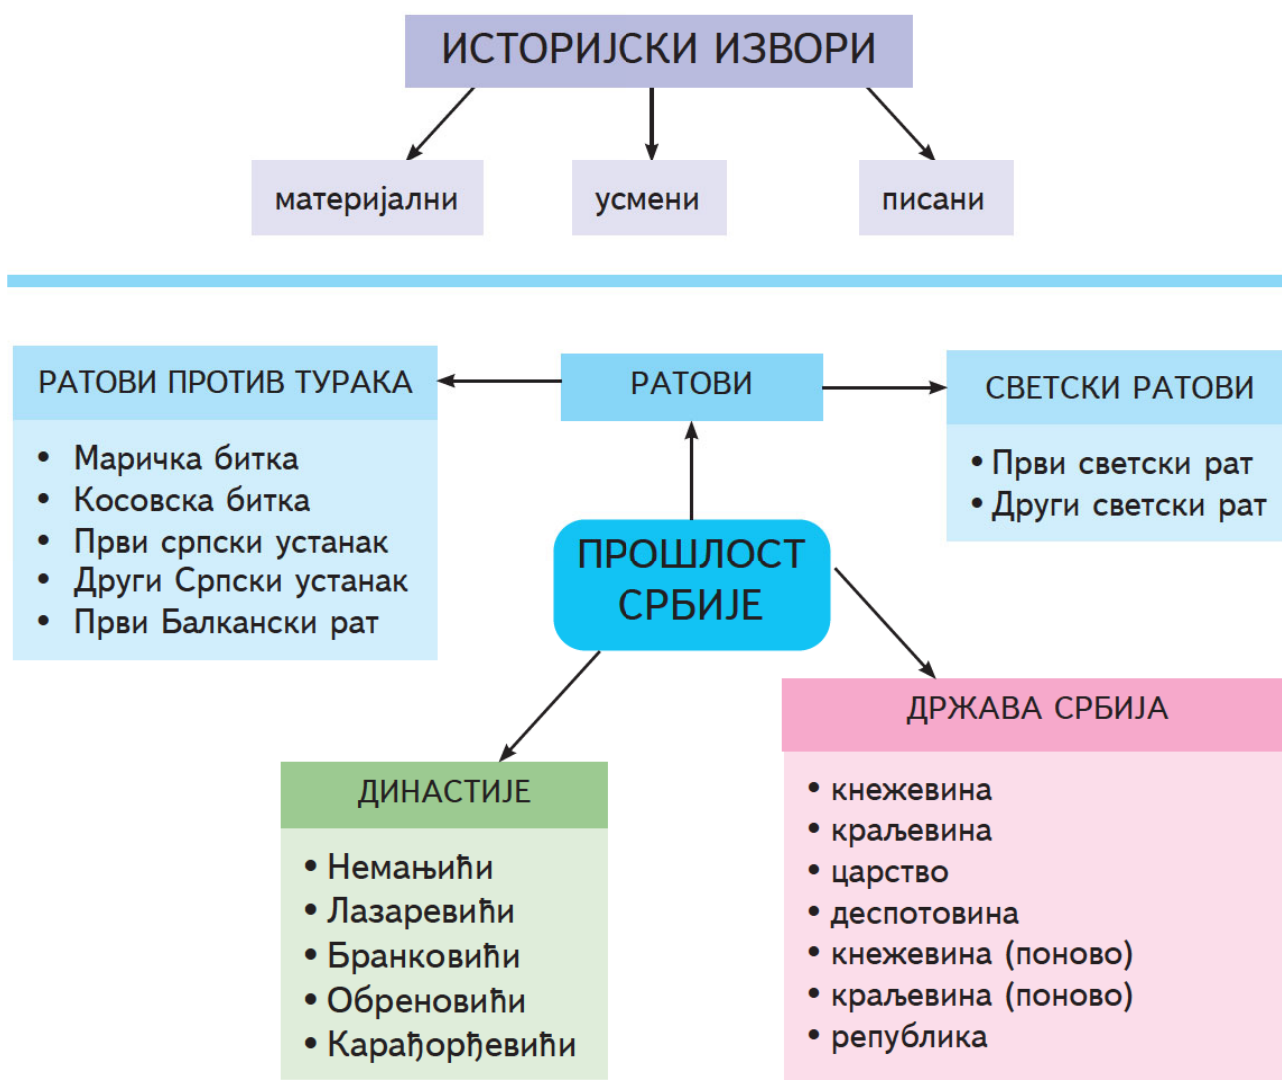 ИСТОРИЈСКИ ИЗВОРИ
материјални
усмени
писани
РАТОВИ ПРОТИВ ТУРАКА
• Маричка битка
• Косовска битка
• Први српски устанак
• Други Српски устанак
• Први Балкански рат
РАТОВИ
СВЕТСКИ РАТОВИ
• Први светски рат
• Други светски рат
ПРОШЛОСТ
СРБИЈЕ
ДИНАСТИЈЕ
• Немањићи
• Лазаревићи
• Бранковићи
• Обреновићи
• Карађорђевићи
ДРЖАВА СРБИЈА
• кнежевина
• краљевина
• царство
• деспотовина
• кнежевина (поново)
• краљевина (поново)
• република